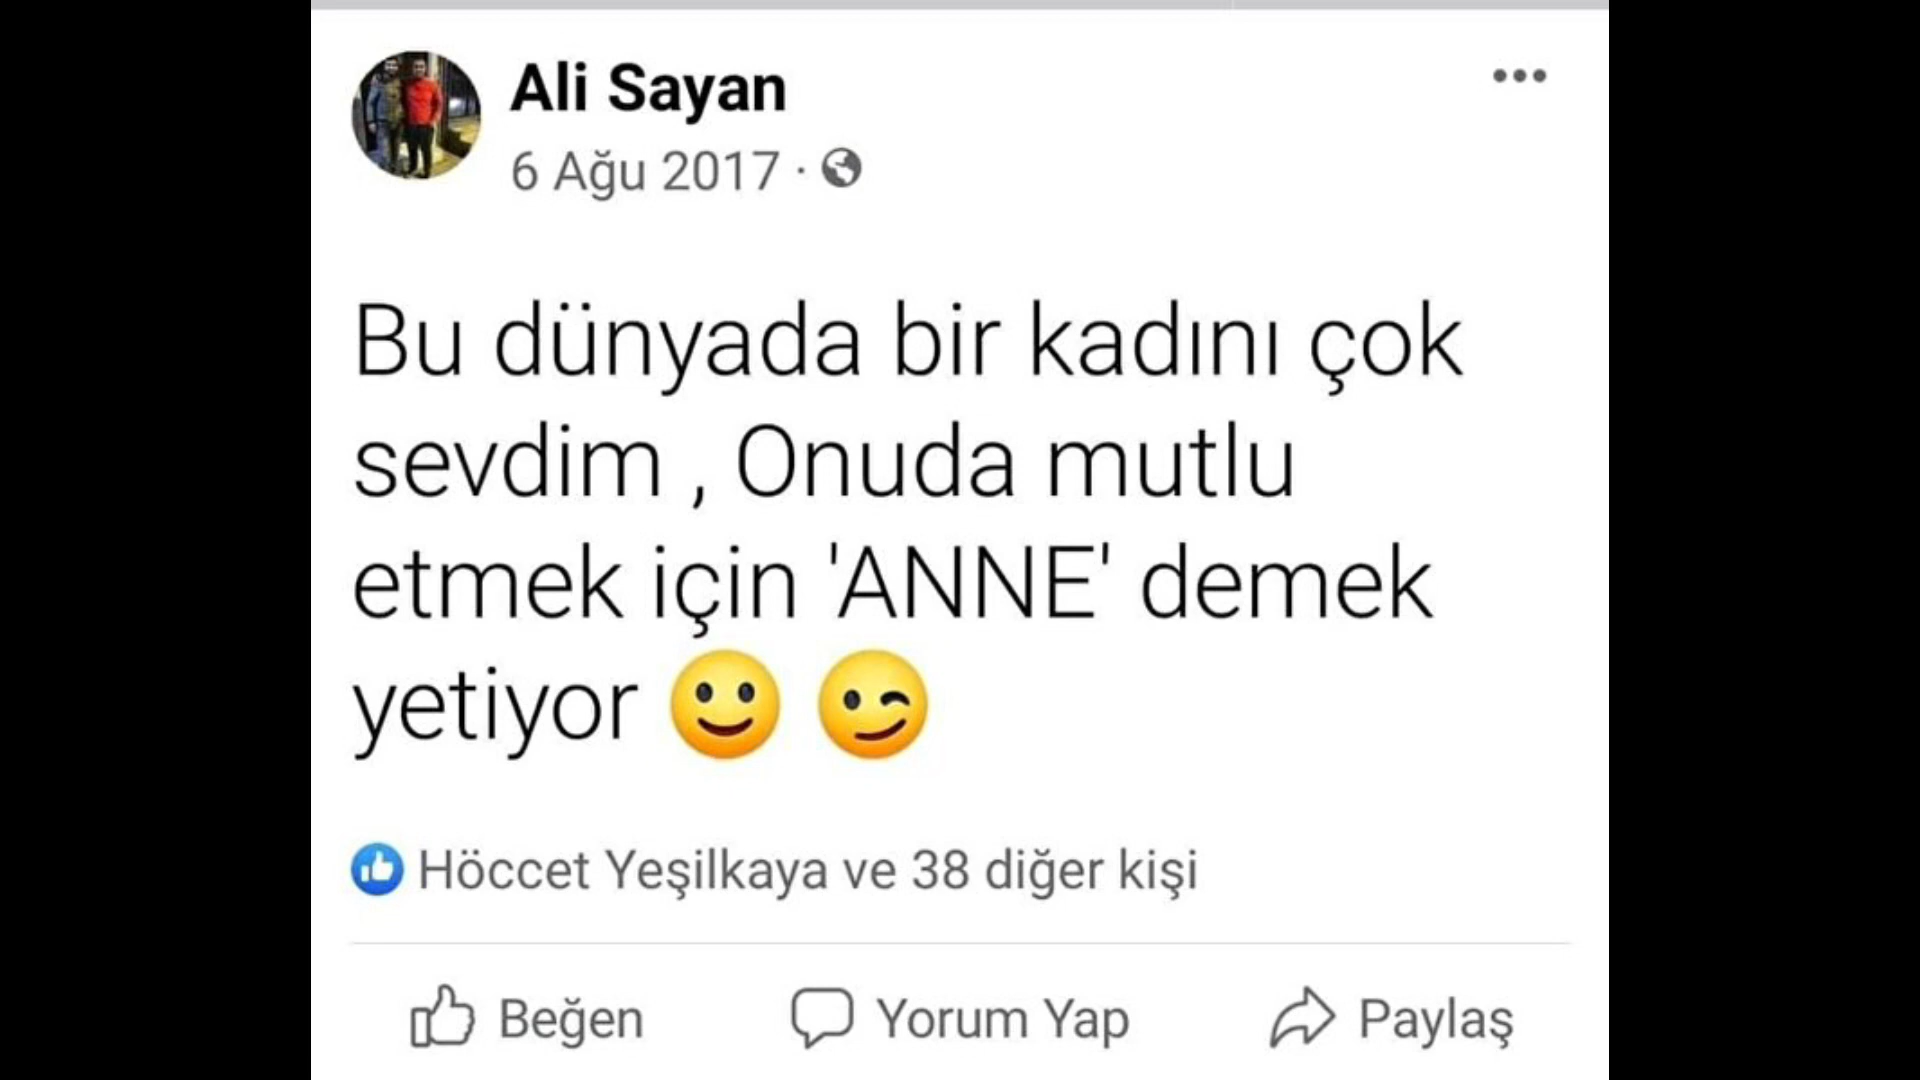 Ali Sayan
6 Ağu 2017 ·
Bu dünyada bir kadını çok
sevdim , Onuda mutlu
etmek için 'ANNE' demek
yetiyor 🙂 😉
Höccet Yeşilkaya ve 38 diğer kişi
Beğen Yorum Yap Paylaş